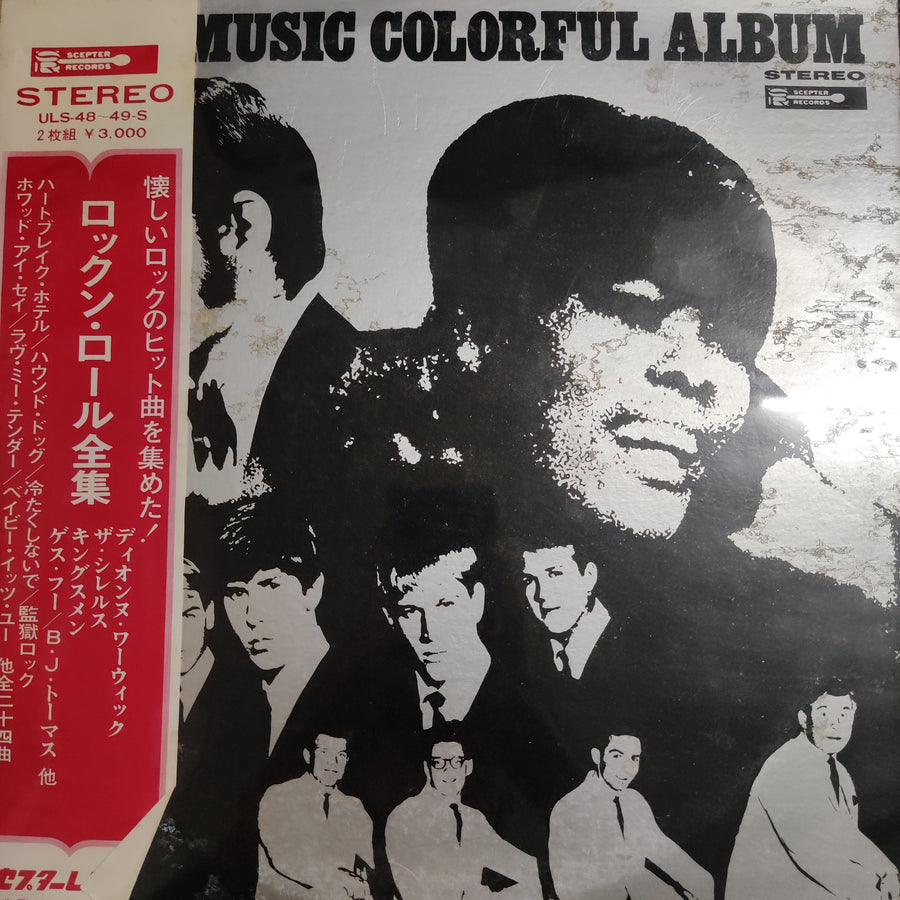 MUSIC COLORFUL ALBUM
STEREO
SCEPTER
RECORDS
SCEPTER
RECORDS
STEREO
ULS-48~49-S
2枚組 ¥3,000
懐しいロックのヒット曲を集めた!
ロックン・ロール全集
ディオンヌ・ワーウィック
ザ・シレルス
キングスメン
ゲス・フー/B・J・トーマス 他
ハートブレイク・ホテル/ハウンド・ドッグ/冷たくしないで/監獄ロック
ホワッド・アイ・セイ/ラヴ・ミー・テンダー/ベイビー・イッツ・ユー 他全二十四曲
セプターL